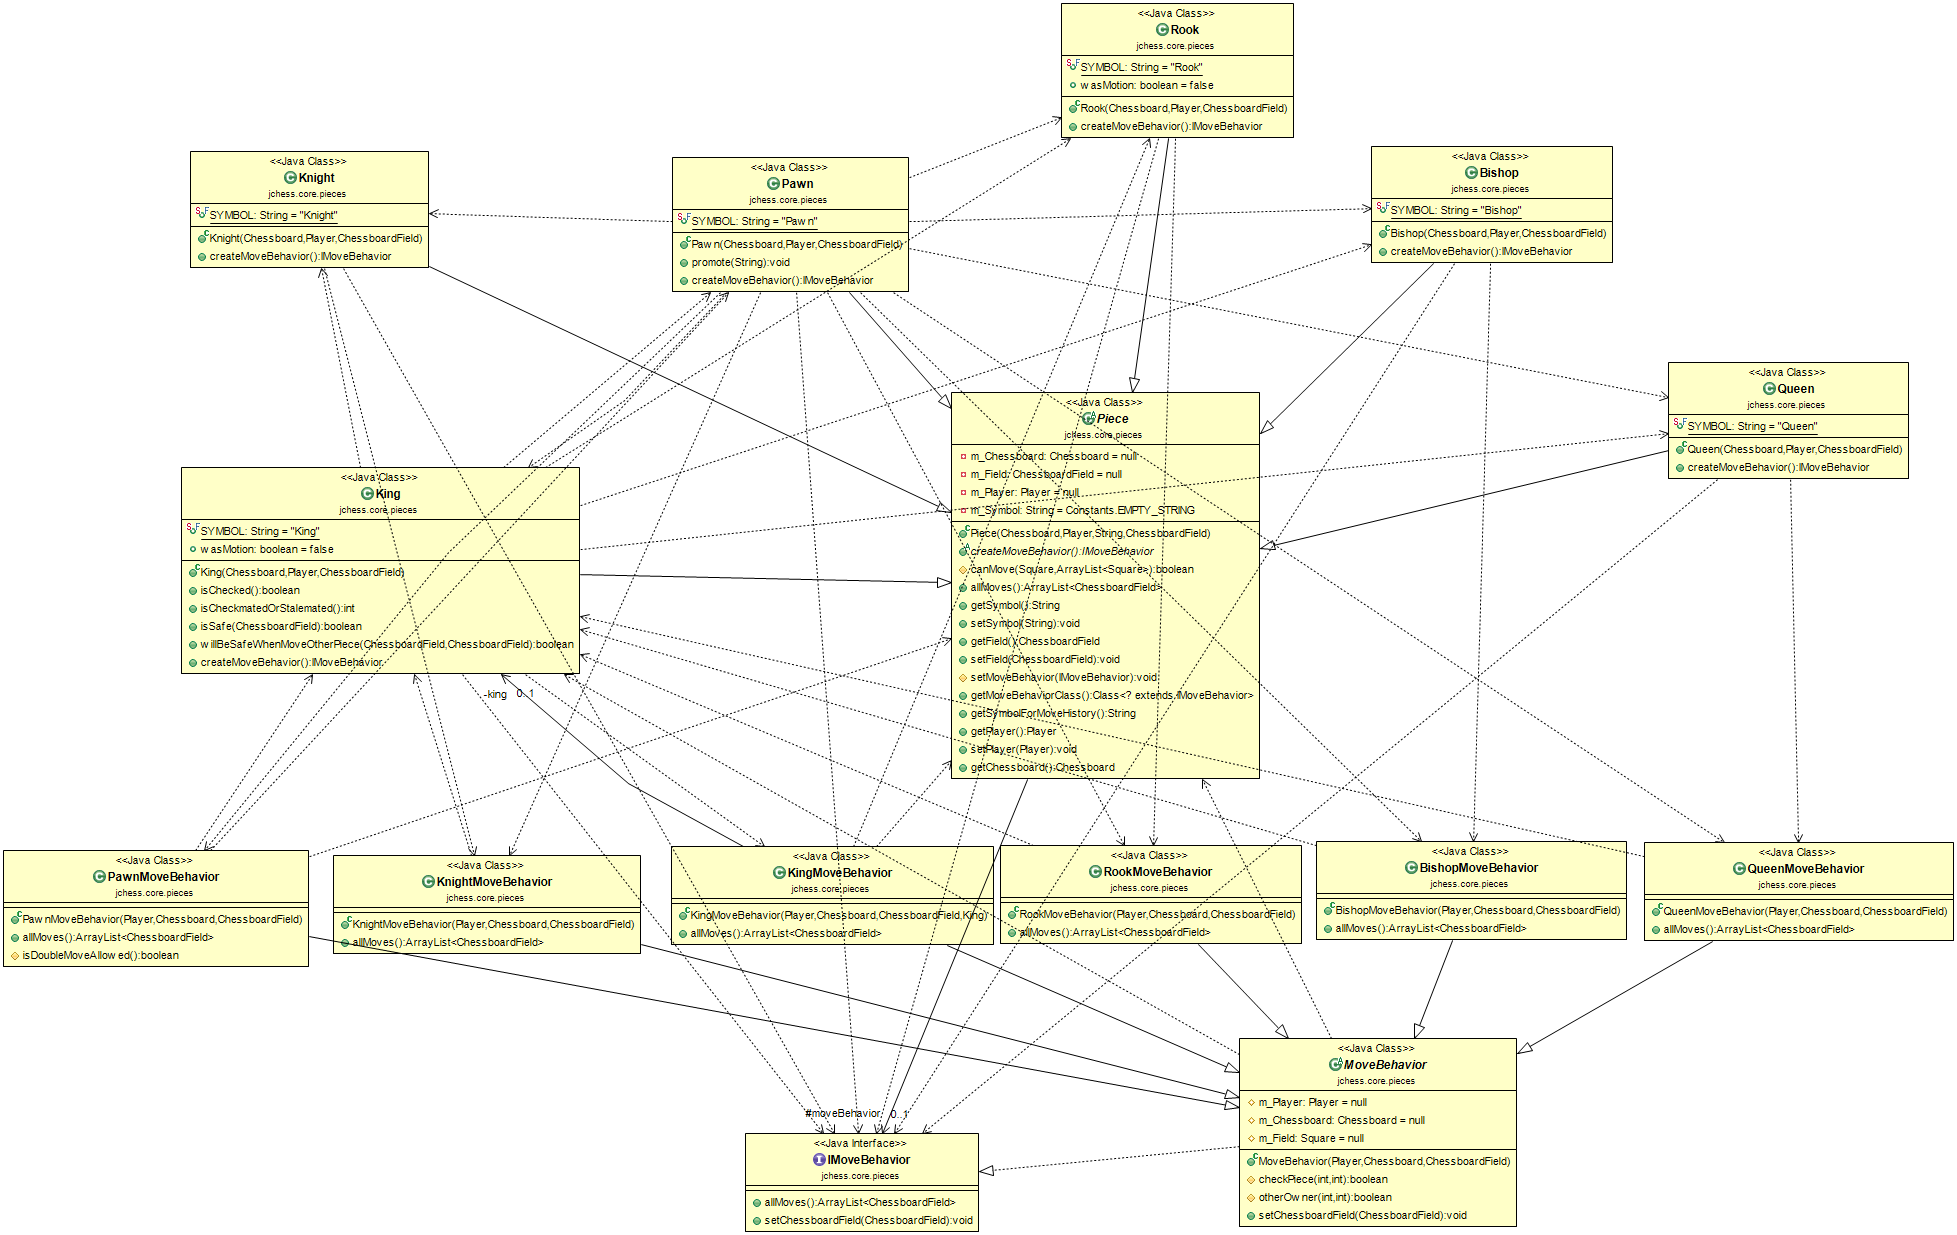 <<Java Class>>
Rook
jchess.core.pieces
SYMBOL: String = "Rook"
wasMotion: boolean = false
Rook(Chessboard,Player,ChessboardField)
createMoveBehavior():IMoveBehavior
<<Java Class>>
Knight
jchess.core.pieces
SYMBOL: String = "Knight"
Knight(Chessboard,Player,ChessboardField)
createMoveBehavior():IMoveBehavior
<<Java Class>>
Pawn
jchess.core.pieces
SYMBOL: String = "Pawn"
Pawn(Chessboard,Player,ChessboardField)
promote(String):void
createMoveBehavior():IMoveBehavior
<<Java Class>>
Bishop
jchess.core.pieces
SYMBOL: String = "Bishop"
Bishop(Chessboard,Player,ChessboardField)
createMoveBehavior():IMoveBehavior
<<Java Class>>
Queen
jchess.core.pieces
SYMBOL: String = "Queen"
Queen(Chessboard,Player,ChessboardField)
createMoveBehavior():IMoveBehavior
<<Java Class>>
Piece
jchess.core.pieces
m_Chessboard: Chessboard = null
m_Field: ChessboardField = null
m_Player: Player = null
m_Symbol: String = Constants.EMPTY_STRING
Piece(Chessboard,Player,String,ChessboardField)
createMoveBehavior():IMoveBehavior
canMove(Square,ArrayList<Square>):boolean
allMoves():ArrayList<ChessboardField>
getSymbol():String
setSymbol(String):void
getField():ChessboardField
setField(ChessboardField):void
setMoveBehavior(IMoveBehavior):void
getMoveBehaviorClass():Class<? extends IMoveBehavior>
getSymbolForMoveHistory():String
getPlayer():Player
setPlayer(Player):void
getChessboard():Chessboard
<<Java Class>>
King
jchess.core.pieces
SYMBOL: String = "King"
wasMotion: boolean = false
King(Chessboard,Player,ChessboardField)
isChecked():boolean
isCheckmatedOrStalemated():int
isSafe(ChessboardField):boolean
willBeSafeWhenMoveOtherPiece(ChessboardField,ChessboardField):boolean
createMoveBehavior():IMoveBehavior
-king 0..1
<<Java Class>>
PawnMoveBehavior
jchess.core.pieces
PawnMoveBehavior(Player,Chessboard,ChessboardField)
allMoves():ArrayList<ChessboardField>
isDoubleMoveAllowed():boolean
<<Java Class>>
KnightMoveBehavior
jchess.core.pieces
KnightMoveBehavior(Player,Chessboard,ChessboardField)
allMoves():ArrayList<ChessboardField>
<<Java Class>>
KingMoveBehavior
jchess.core.pieces
KingMoveBehavior(Player,Chessboard,ChessboardField,King)
allMoves():ArrayList<ChessboardField>
<<Java Class>>
RookMoveBehavior
jchess.core.pieces
RookMoveBehavior(Player,Chessboard,ChessboardField)
allMoves():ArrayList<ChessboardField>
<<Java Class>>
BishopMoveBehavior
jchess.core.pieces
BishopMoveBehavior(Player,Chessboard,ChessboardField)
allMoves():ArrayList<ChessboardField>
<<Java Class>>
QueenMoveBehavior
jchess.core.pieces
QueenMoveBehavior(Player,Chessboard,ChessboardField)
allMoves():ArrayList<ChessboardField>
<<Java Class>>
MoveBehavior
jchess.core.pieces
m_Player: Player = null
m_Chessboard: Chessboard = null
m_Field: Square = null
MoveBehavior(Player,Chessboard,ChessboardField)
checkPiece(int,int):boolean
otherOwner(int,int):boolean
setChessboardField(ChessboardField):void
#moveBehavior 0..1
<<Java Interface>>
IMoveBehavior
jchess.core.pieces
allMoves():ArrayList<ChessboardField>
setChessboardField(ChessboardField):void